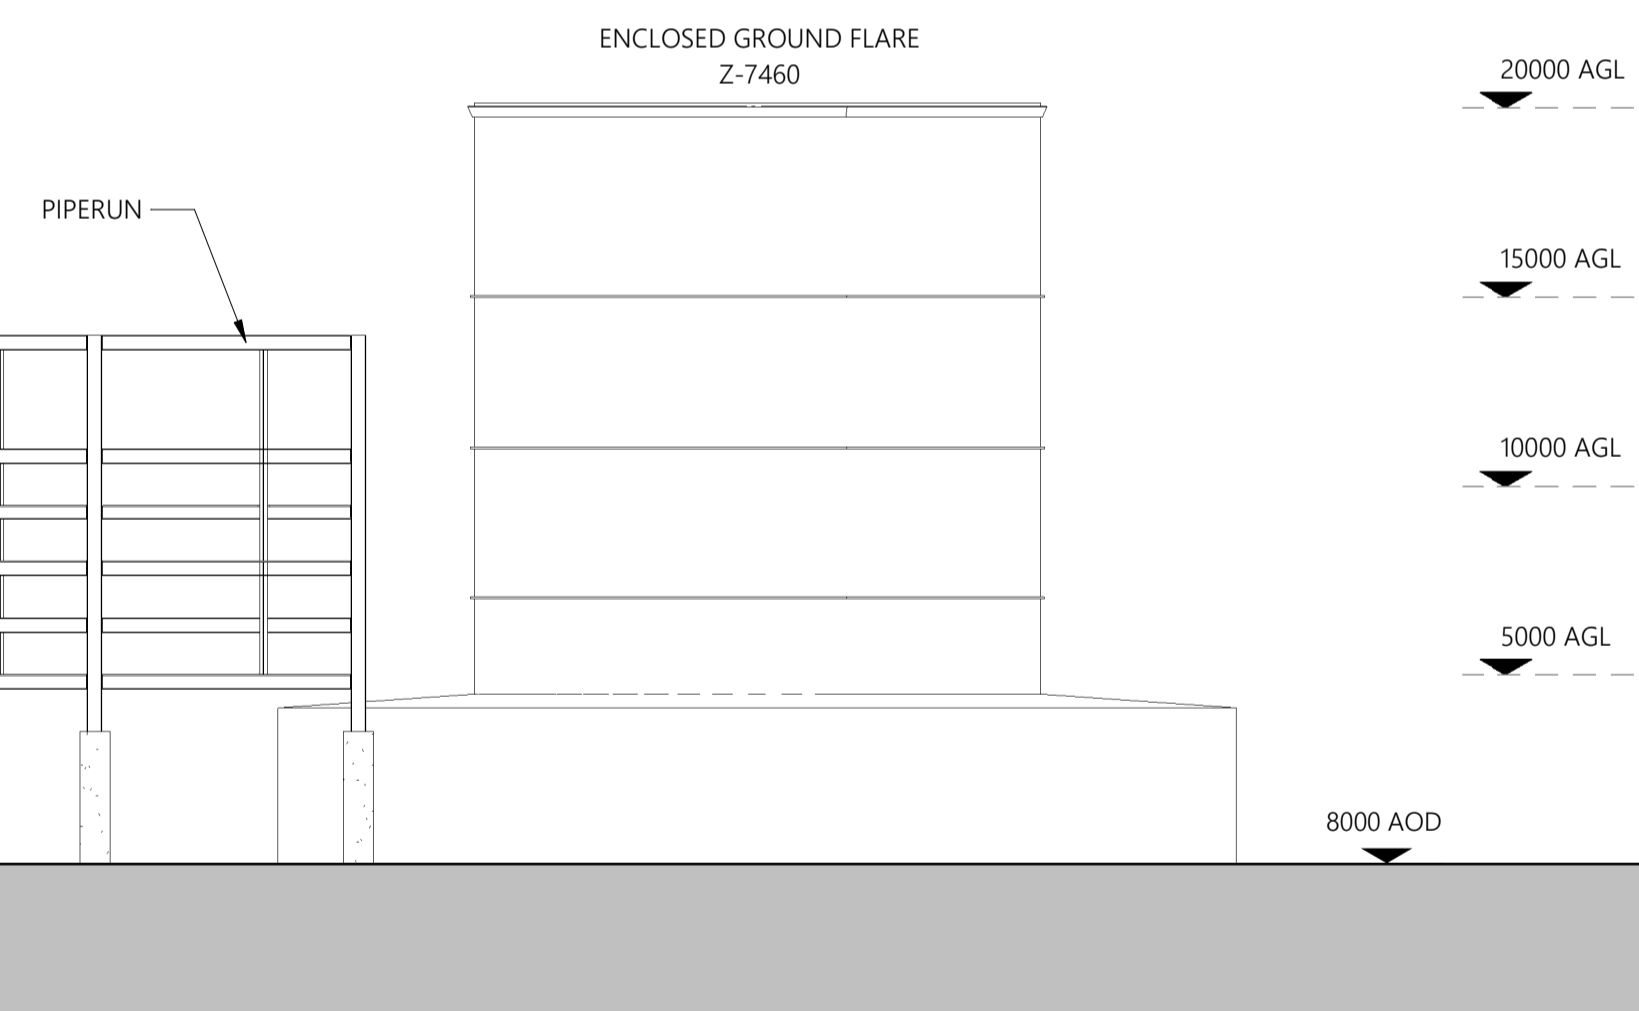 ENCLOSED GROUND FLARE
Z-7460
20000 AGL
PIPERUN
15000 AGL
10000 AGL
5000 AGL
8000 AOD